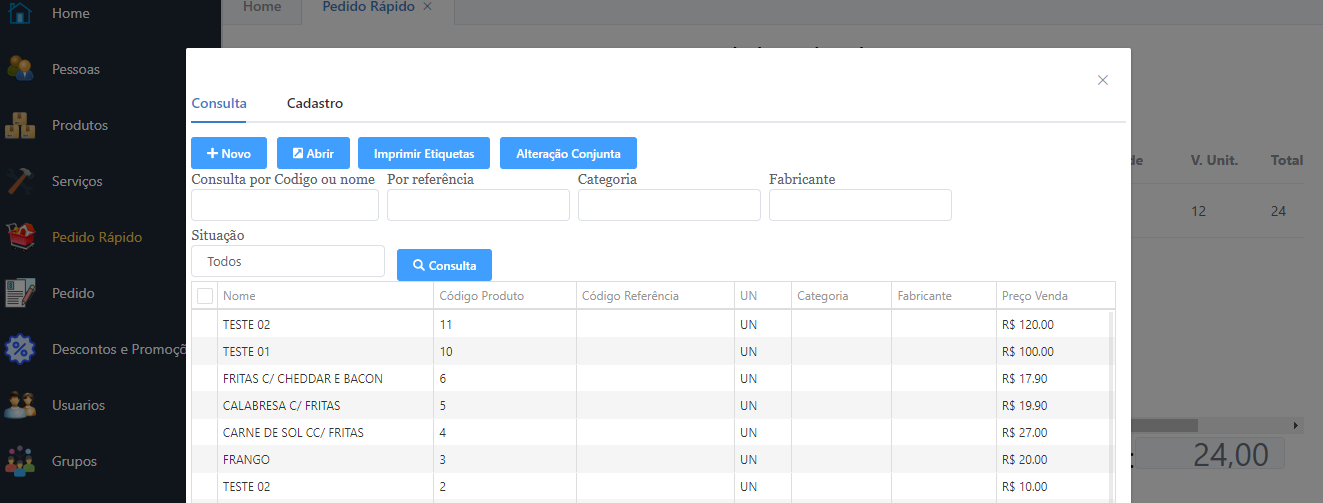 Home
Home
Pedido Rápido
Pessoas
Produtos
Serviços
Pedido Rápido
Pedido
Descontos e Promoçõ
Usuarios
Grupos
Consulta
Cadastro
Novo
Abrir
Imprimir Etiquetas
Alteração Conjunta
Consulta por Codigo ou nome
Por referência
Categoria
Fabricante
Situação
Todos
Consulta
Nome Código Produto Código Referência UN Categoria Fabricante Preço Venda
TESTE 02 11 UN R$ 120.00
TESTE 01 10 UN R$ 100.00
FRITAS C/ CHEDDAR E BACON 6 UN R$ 17.90
CALABRESA C/ FRITAS 5 UN R$ 19.90
CARNE DE SOL CC/ FRITAS 4 UN R$ 27.00
FRANGO 3 UN R$ 20.00
TESTE 02 2 UN R$ 10.00
de V. Unit. Total
12 24
: 24,00